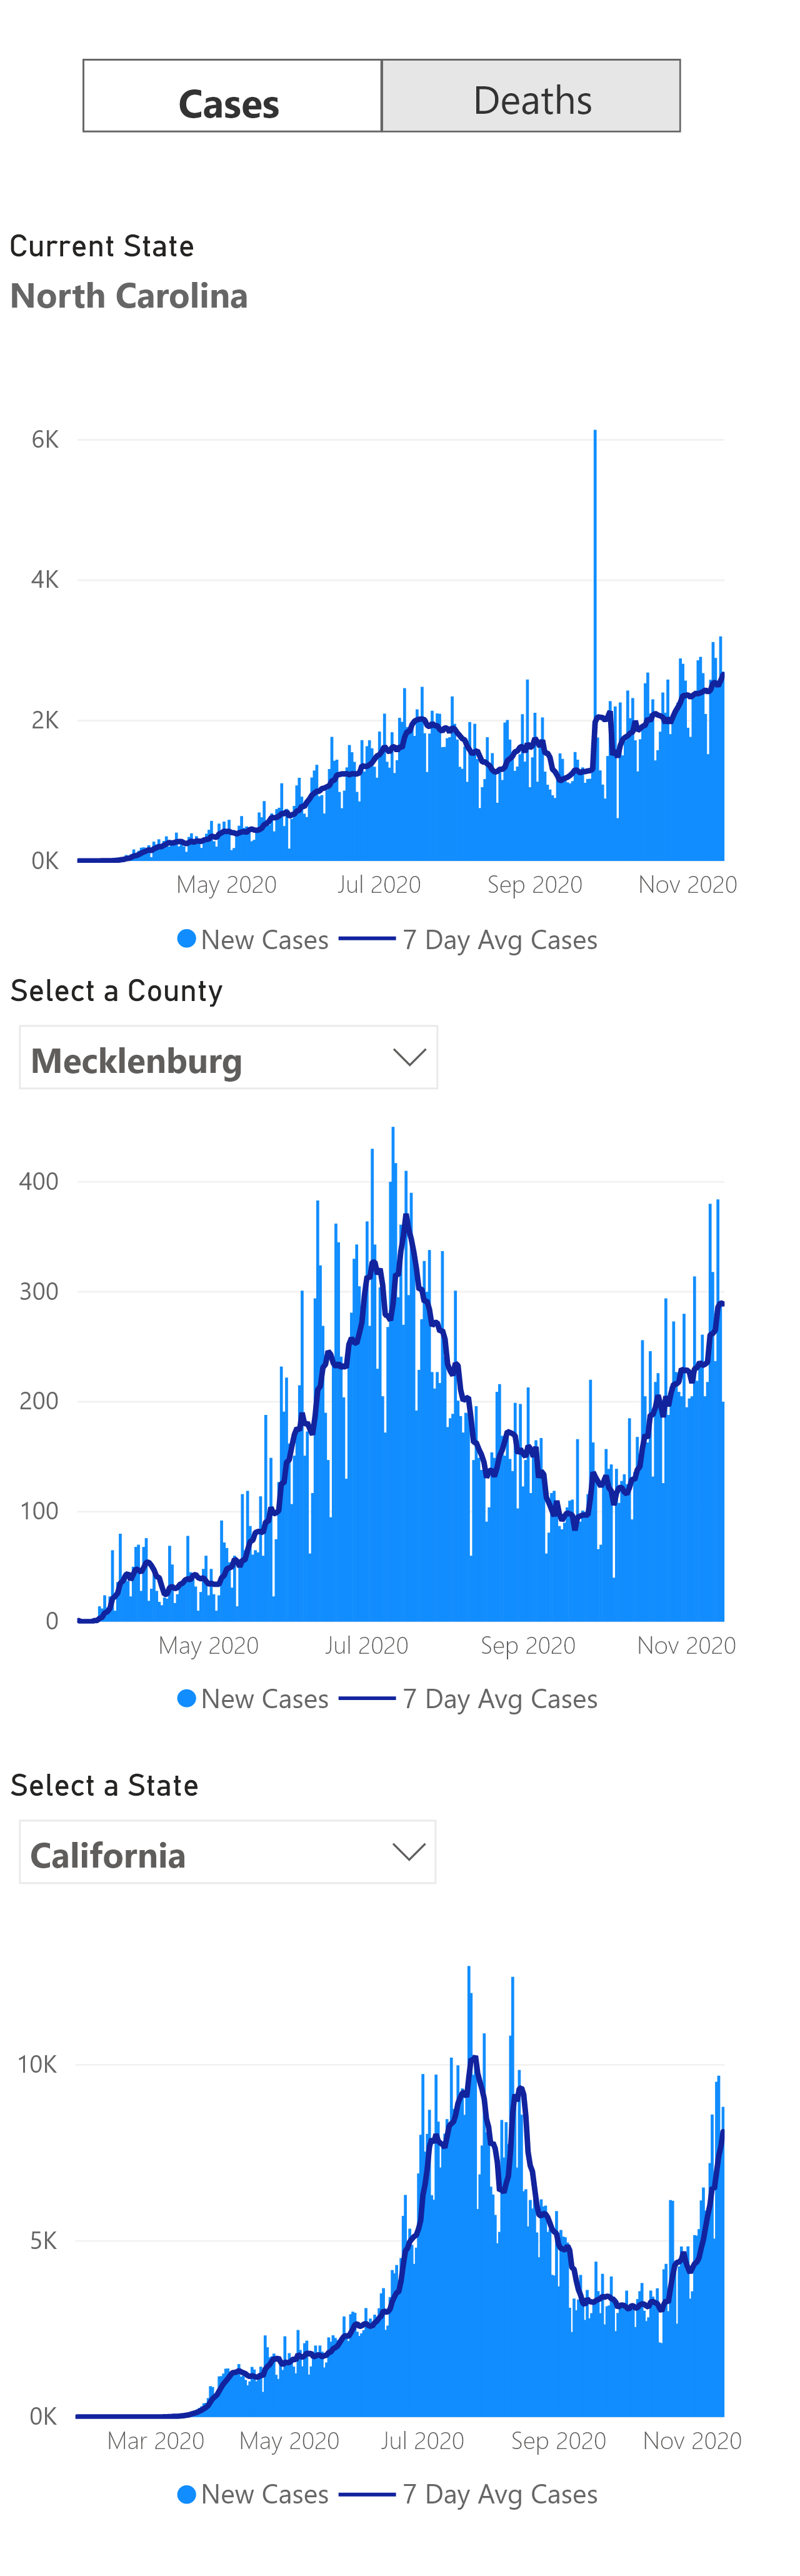 Cases Deaths
Current State
North Carolina
6K
4K
2K
0K
May 2020 Jul 2020 Sep 2020 Nov 2020
New Cases 7 Day Avg Cases
Select a County
Mecklenburg
400
300
200
100
0
May 2020 Jul 2020 Sep 2020 Nov 2020
New Cases 7 Day Avg Cases
Select a State
California
10K
5K
0K
Mar 2020 May 2020 Jul 2020 Sep 2020 Nov 2020
New Cases 7 Day Avg Cases